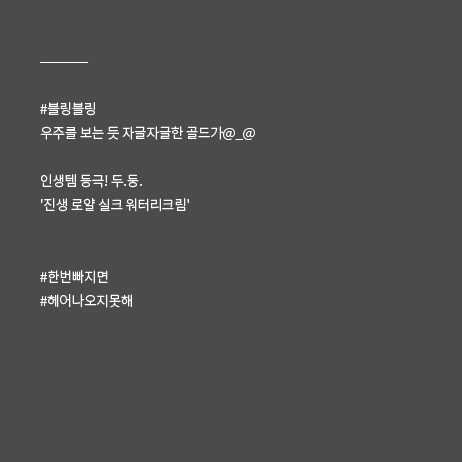 #블링블링
우주를 보는 듯 자글자글한 골드가@_@
인생템 등극! 두.둥.
'진생 로얄 실크 워터리크림'
#한번빠지면
#헤어나오지못해